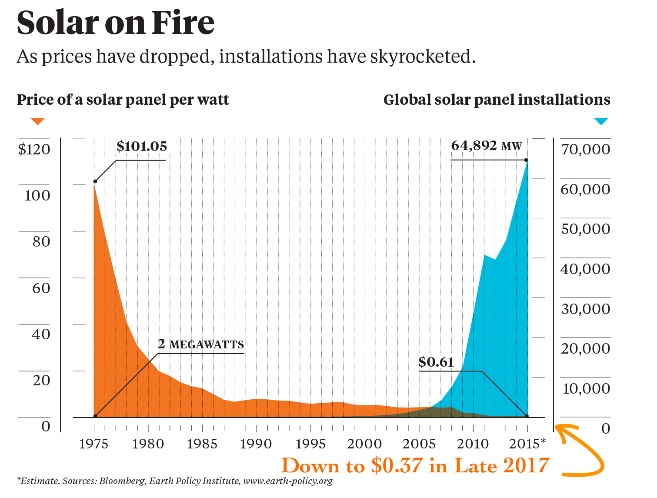 Solar on Fire
As prices have dropped, installations have skyrocketed.
Price of a solar panel per watt
Global solar panel installations
$120
100
80
60
40
20
0
$101.05
2 MEGAWATTS
64,892 MW
$0.61
70,000
60,000
50,000
40,000
30,000
20,000
10,000
0
1975 1980 1985 1990 1995 2000 2005 2010 2015*
Down to $0.37 in Late 2017
*Estimate. Sources: Bloomberg, Earth Policy Institute, www.earth-policy.org